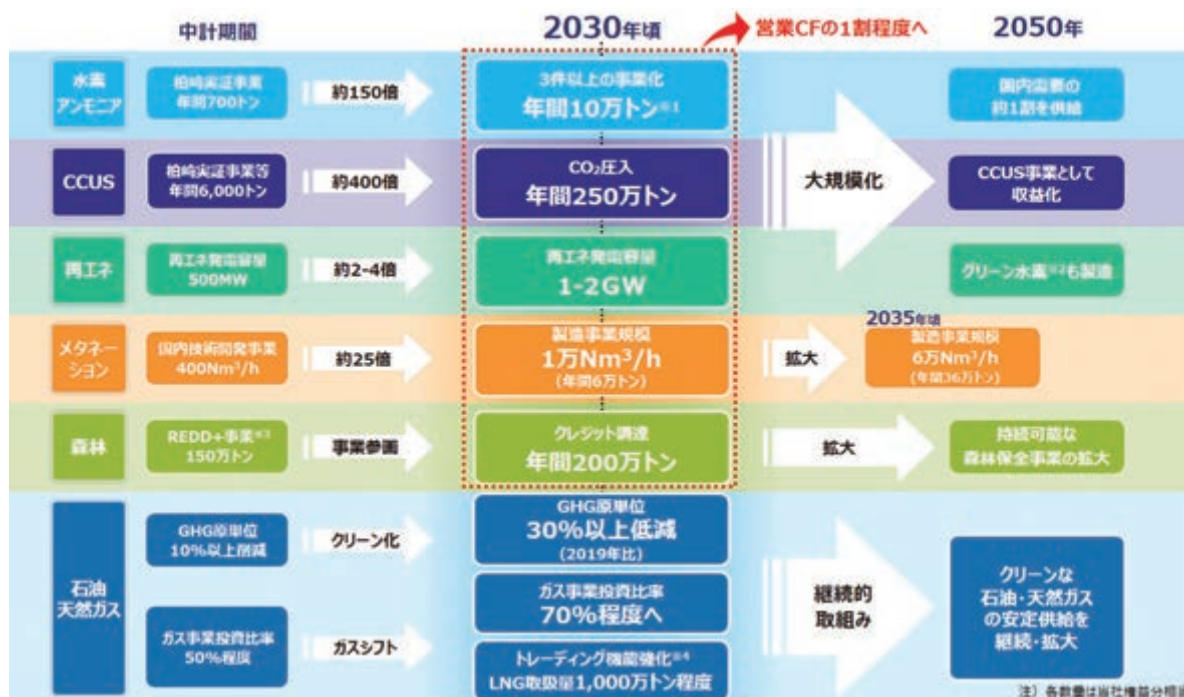 中計期間
2030年頃
営業CFの1割程度へ
2050年
水素
アンモニア
柏崎実証事業
年間700トン
約150倍
3件以上の事業化
年間10万トン※1
国内需要の
約1割を供給
CCUS
柏崎実証事業等
年間6,000トン
約400倍
CO₂圧入
年間250万トン
大規模化
CCUS事業として
収益化
再エネ
再エネ発電容量
500MW
約2-4倍
再エネ発電容量
1-2GW
グリーン水素※2も製造
メタネー
ション
国内技術開発事業
400Nm³/h
約25倍
製造事業規模
1万Nm³/h
(年間6万トン)
拡大
2035年頃
製造事業規模
6万Nm³/h
(年間36万トン)
森林
REDD+事業※3
150万トン
事業参画
クレジット調達
年間200万トン
拡大
持続可能な
森林保全事業の拡大
石油
天然ガス
GHG原単位
10%以上削減
クリーン化
GHG原単位
30%以上低減
(2019年比)
ガス事業投資比率
50%程度
ガスシフト
ガス事業投資比率
70%程度へ
トレーディング機能強化※4
LNG取扱量1,000万トン程度
継続的
取組み
クリーンな
石油・天然ガス
の安定供給を
継続・拡大
注）各数量は当社権益分相当